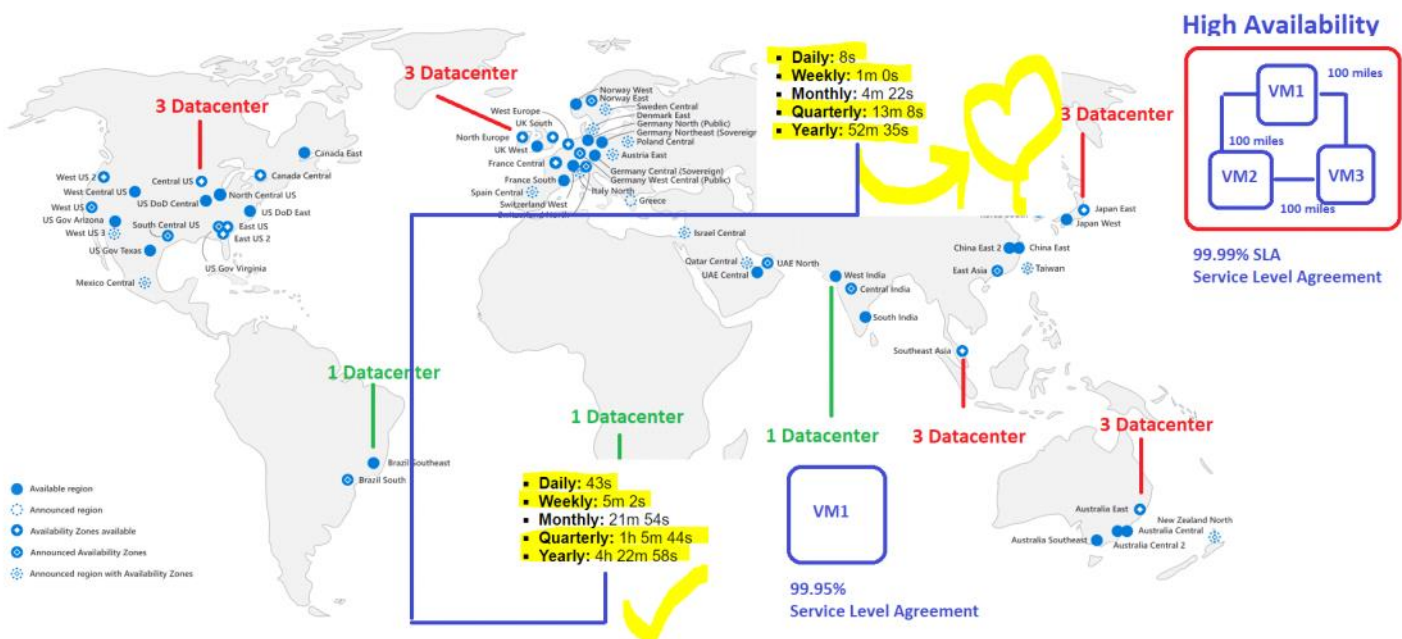 High Availability
VM1
100 miles
100 miles
VM2
VM3
100 miles
99.99% SLA
Service Level Agreement
Daily: 8s
Weekly: 1m 0s
Monthly: 4m 22s
Quarterly: 13m 8s
Yearly: 52m 35s
3 Datacenter
3 Datacenter
3 Datacenter
Canada East
West US 2
Central US
Canada Central
West Central US
North Central US
US DoD Central
West US
US DoD East
US Gov Arizona
South Central US
East US
West US 3
East US 2
US Gov Texas
US Gov Virginia
Mexico Central
Norway West
Norway East
West Europe
Sweden Central
Denmark East
UK South
Germany North (Public)
North Europe
Germany Northeast (Sovereign
UK West
Poland Central
Austria East
France Central
Germany Central (Sovereign)
France South
Germany West Central (Public)
Spain Central
Italy North
Switzerland West
Switzerland North
Greece
Israel Central
Qatar Central
UAE North
UAE Central
West India
Central India
South India
Japan East
Japan West
China East 2
China East
East Asia
Taiwan
Southeast Asia
1 Datacenter
1 Datacenter
1 Datacenter
3 Datacenter
3 Datacenter
Brazil Southeast
Brazil South
Daily: 43s
Weekly: 5m 2s
Monthly: 21m 54s
Quarterly: 1h 5m 44s
Yearly: 4h 22m 58s
VM1
99.95%
Service Level Agreement
Australia East
New Zealand North
Australia Central
Australia Southeast
Australia Central 2
Available region
Announced region
Availability Zones available
Announced Availability Zones
Announced region with Availability Zones